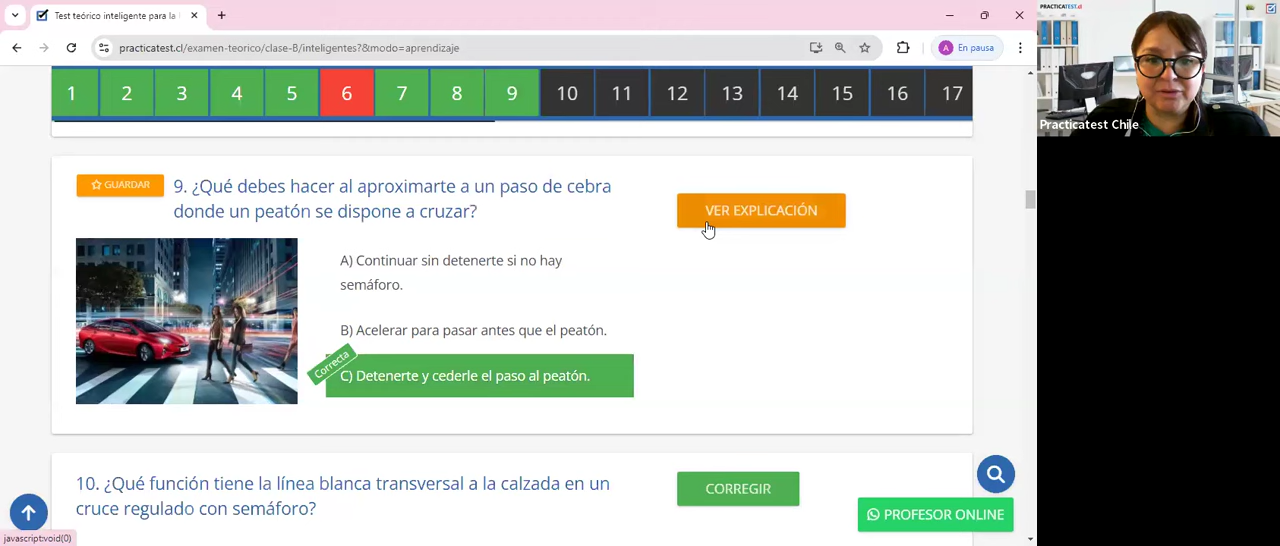 Test teórico inteligente para la
practicatest.cl/examen-teorico/clase-B/inteligentes?&modo=aprendizaje
A
En pausa
PRACTICATEST.cl
Practicatest Chile
1 2 3 4 5 6 7 8 9 10 11 12 13 14 15 16 17
GUARDAR
9. ¿Qué debes hacer al aproximarte a un paso de cebra
donde un peatón se dispone a cruzar?
VER EXPLICACIÓN
A) Continuar sin detenerte si no hay
semáforo.
B) Acelerar para pasar antes que el peatón.
Correcta
C) Detenerte y cederle el paso al peatón.
10. ¿Qué función tiene la línea blanca transversal a la calzada en un
cruce regulado con semáforo?
CORREGIR
PROFESOR ONLINE
javascript:void(0)